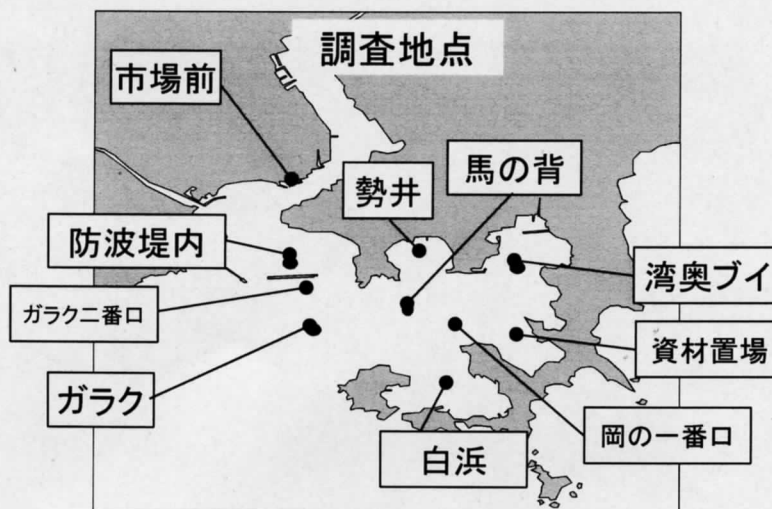 調査地点
市場前
馬の背
勢井
防波堤内
湾奥ブイ
ガラクニ番口
資材置場
ガラク
岡の一番口
白浜